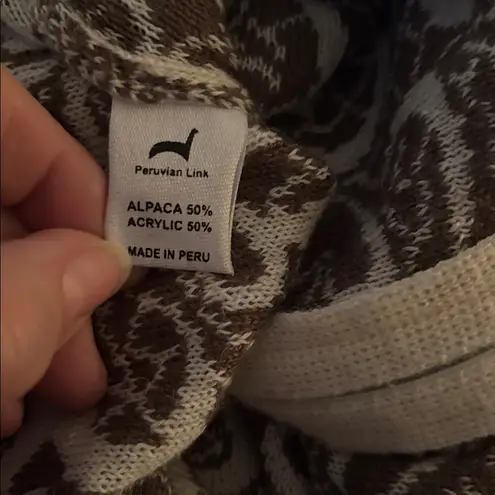 Peruvian Link
ALPACA 50%
ACRYLIC 50%
MADE IN PERU